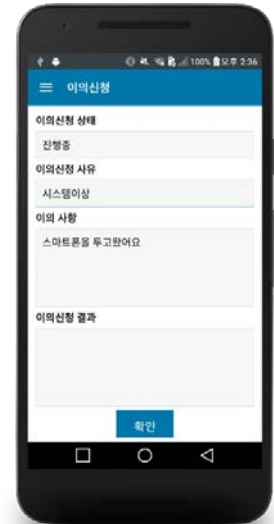 100% 오후 2:36
이의신청
이의신청 상태
진행중
이의신청 사유
시스템이상
이의 사항
스마트폰을 두고왔어요
이의신청 결과
확인